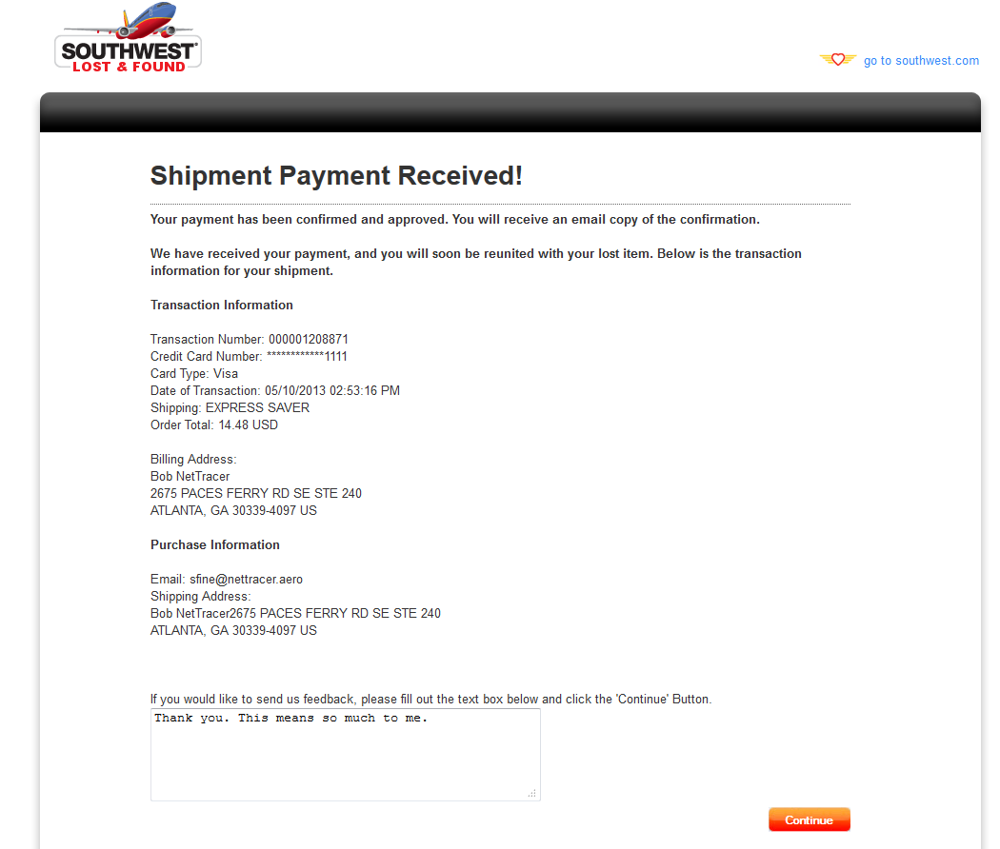 SOUTHWEST®
LOST & FOUND
go to southwest.com
Shipment Payment Received!
Your payment has been confirmed and approved. You will receive an email copy of the confirmation.
We have received your payment, and you will soon be reunited with your lost item. Below is the transaction
information for your shipment.
Transaction Information
Transaction Number: 000001208871
Credit Card Number: ************1111
Card Type: Visa
Date of Transaction: 05/10/2013 02:53:16 PM
Shipping: EXPRESS SAVER
Order Total: 14.48 USD
Billing Address:
Bob NetTracer
2675 PACES FERRY RD SE STE 240
ATLANTA, GA 30339-4097 US
Purchase Information
Email: sfine@nettracer.aero
Shipping Address:
Bob NetTracer2675 PACES FERRY RD SE STE 240
ATLANTA, GA 30339-4097 US
If you would like to send us feedback, please fill out the text box below and click the 'Continue' Button.
Thank you. This means so much to me.
Continue